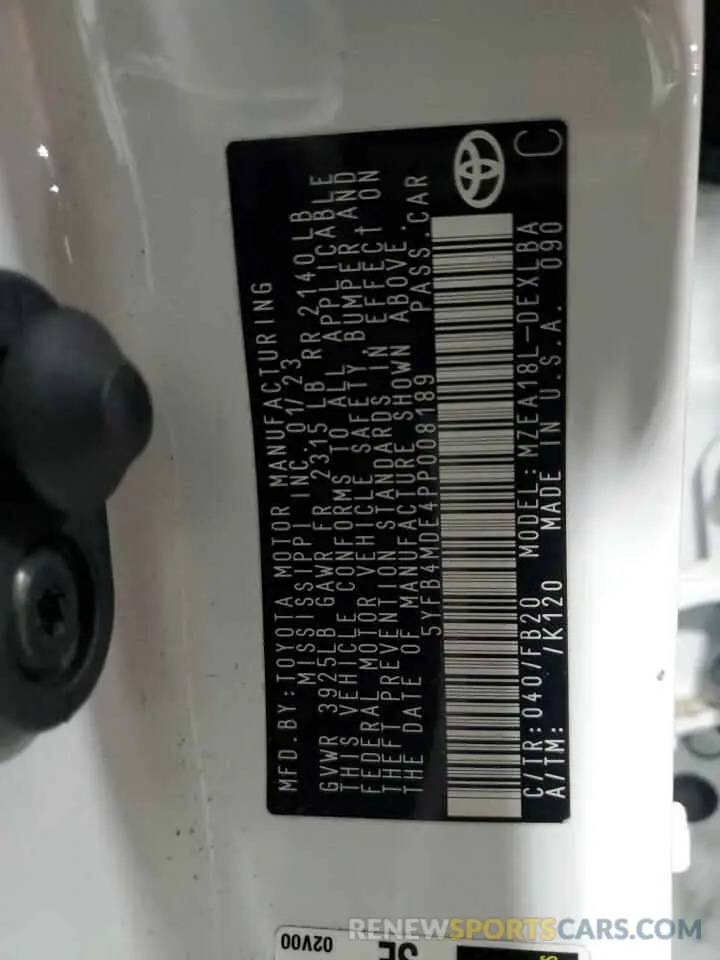 MFD.BY:TOYOTA MOTOR MANUFACTURING
MISSISSIPPI INC.01/23
GVWR 3925LB GAWR FR 2315 LB RR 2140LB
THIS VEHICLE CONFORMS TO ALL APPLICABLE
FEDERAL MOTOR VEHICLE SAFETY BUMPER AND
THEFT PREVENTION STANDARDS IN EFFECT ON
THE DATE OF MANUFACTURE SHOWN ABOVE.
5YFB4MDE4PP008189 PASS.CAR
C/TR:040/FB20 MODEL:MZEA18L-DEXLBA
A/TM: /K120 MADE IN U.S.A. 090
C
02V00
RENEWSPORTSCARS.COM